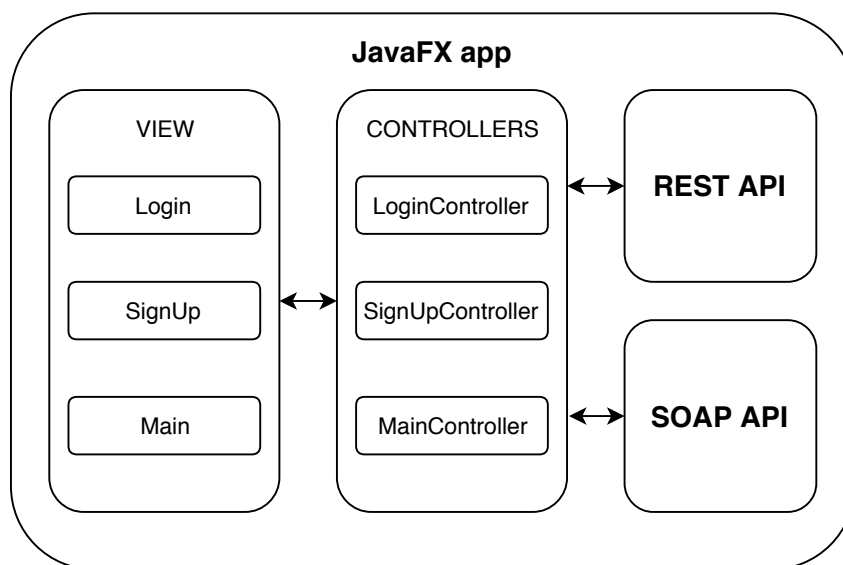 JavaFX app
VIEW
Login
SignUp
Main
CONTROLLERS
LoginController
SignUpController
MainController
REST API
SOAP API